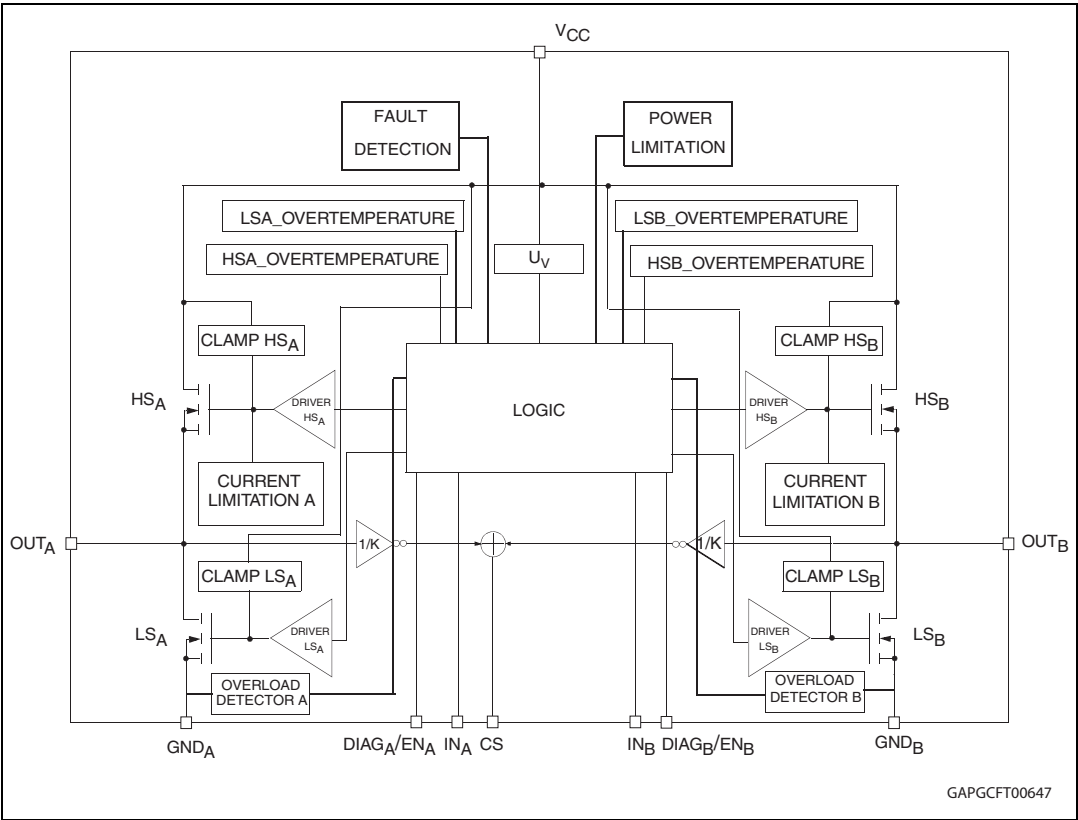 VCC
FAULT
DETECTION
POWER
LIMITATION
LSA_OVERTEMPERATURE
LSB_OVERTEMPERATURE
HSA_OVERTEMPERATURE
UV
HSB_OVERTEMPERATURE
CLAMP HSA
CLAMP HSB
HSA
DRIVER
HSA
LOGIC
DRIVER
HSB
HSB
CURRENT
LIMITATION A
CURRENT
LIMITATION B
OUTA
1/K
1/K
OUTB
CLAMP LSA
CLAMP LSB
LSA
DRIVER
LSA
DRIVER
LSB
LSB
OVERLOAD
DETECTOR A
OVERLOAD
DETECTOR B
GNDA
DIAGA/ENA
INA
CS
INB
DIAGB/ENB
GNDB
GAPGCFT00647